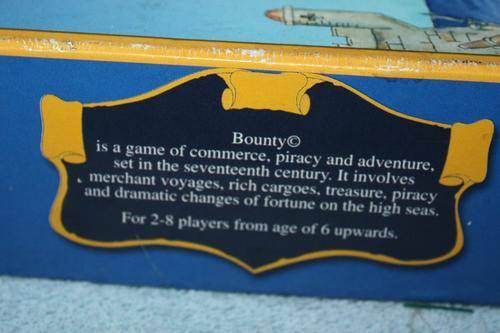 Bounty©
is a game of commerce, piracy and adventure,
set in the seventeenth century. It involves
merchant voyages, rich cargoes, treasure, piracy
and dramatic changes of fortune on the high seas.
For 2-8 players from age of 6 upwards.